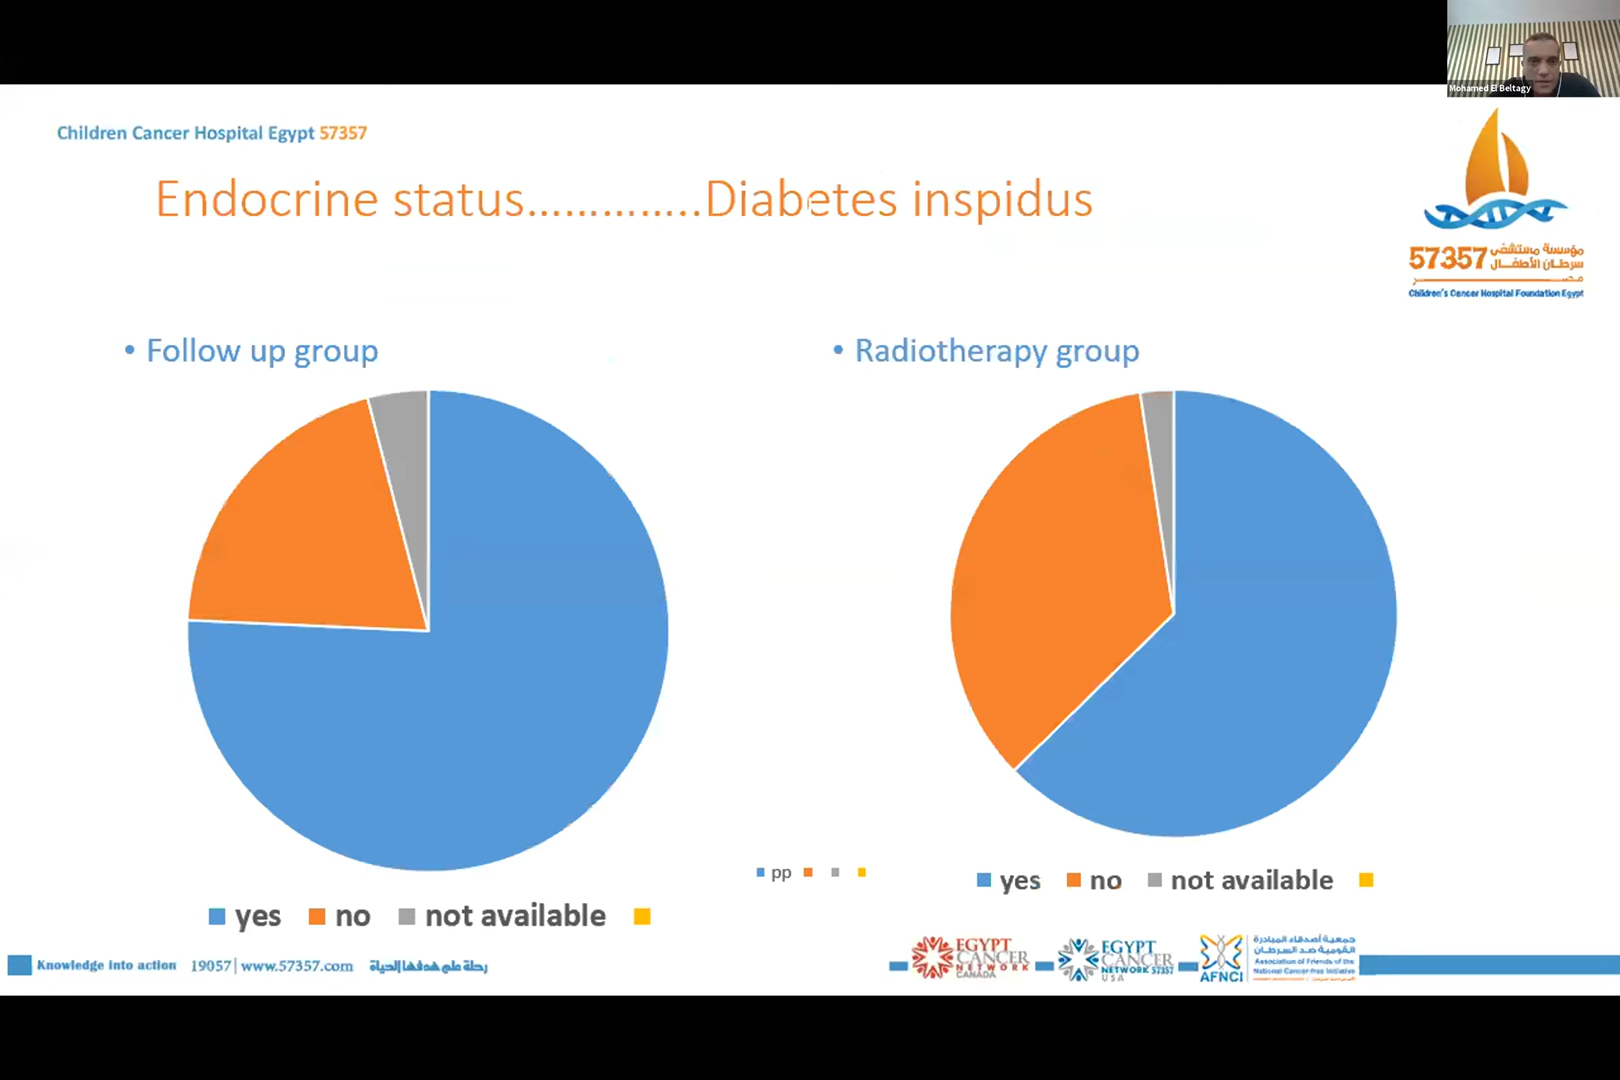 Mohamed El Beltagy
Children Cancer Hospital Egypt 57357
Endocrine status…………..Diabetes inspidus
57357 مؤسسة مستشفى
سرطان الأطفال
مصر
Children's Cancer Hospital Foundation Egypt
• Follow up group
• Radiotherapy group
pp
yes no not available
yes no not available
Knowledge into action 19057 | www.57357.com رحلة علم هدفها الحياة
EGYPT
CANCER
NETWORK
CANADA
EGYPT
CANCER
NETWORK 57357
USA
AFNCI
جمعية أصدقاء المبادرة
القومية ضد السرطان
Association of Friends of the
National Cancer-free Initiative